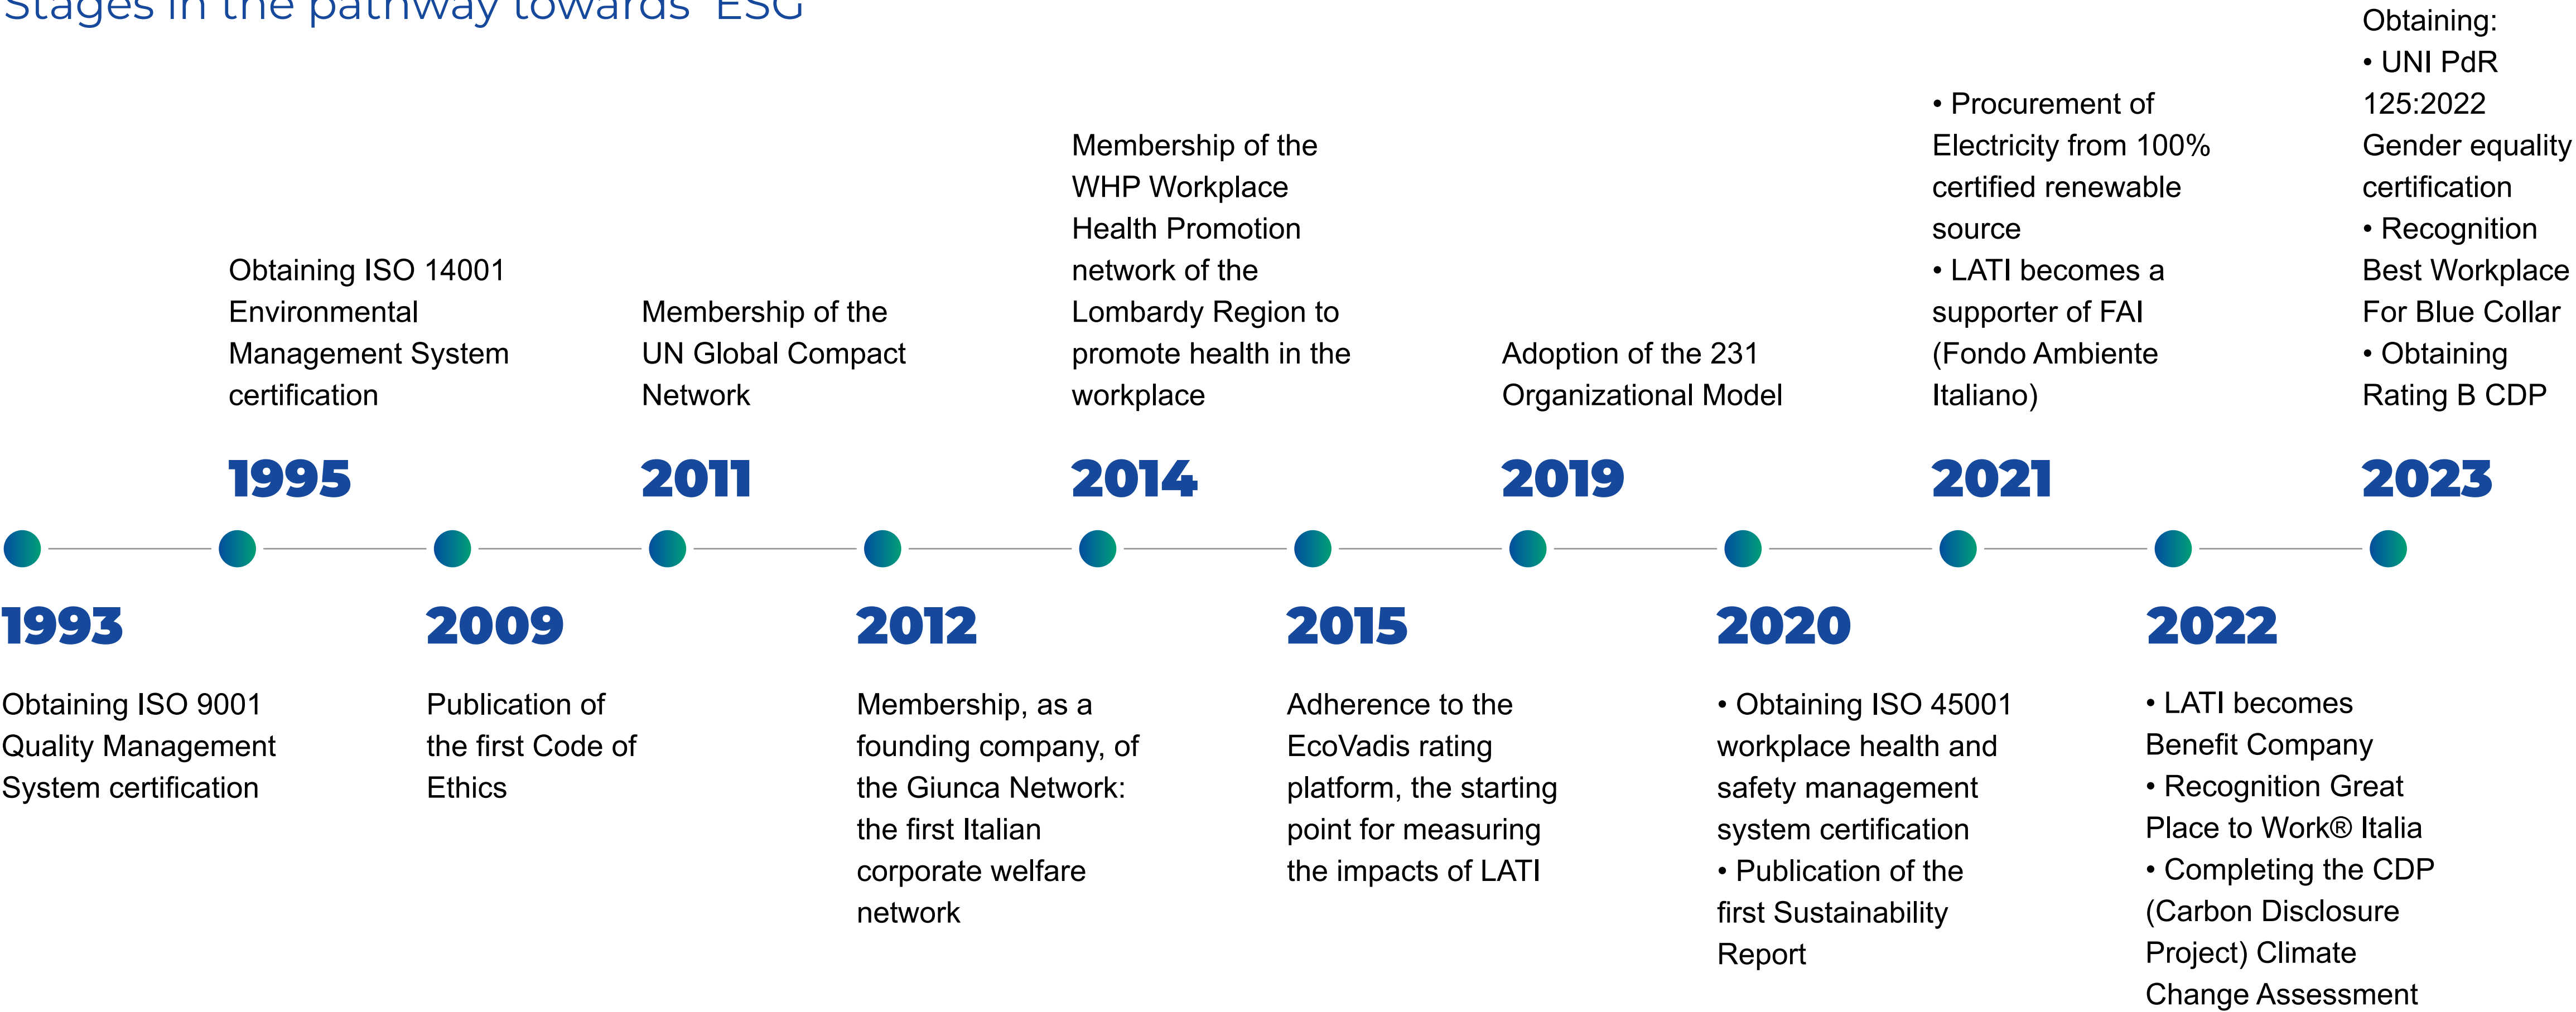 Stages in the pathway towards ESG
1993
Obtaining ISO 9001
Quality Management
System certification
Obtaining ISO 14001
Environmental
Management System
certification
1995
2009
Publication of
the first Code of
Ethics
Membership of the
UN Global Compact
Network
2011
2012
Membership, as a
founding company, of
the Giunca Network:
the first Italian
corporate welfare
network
Membership of the
WHP Workplace
Health Promotion
network of the
Lombardy Region to
promote health in the
workplace
2014
2015
Adherence to the
EcoVadis rating
platform, the starting
point for measuring
the impacts of LATI
Adoption of the 231
Organizational Model
2019
2020
• Obtaining ISO 45001
workplace health and
safety management
system certification
• Publication of the
first Sustainability
Report
• Procurement of
Electricity from 100%
certified renewable
source
• LATI becomes a
supporter of FAI
(Fondo Ambiente
Italiano)
2021
2022
• LATI becomes
Benefit Company
• Recognition Great
Place to Work® Italia
• Completing the CDP
(Carbon Disclosure
Project) Climate
Change Assessment
Obtaining:
• UNI PdR
125:2022
Gender equality
certification
• Recognition
Best Workplace
For Blue Collar
• Obtaining
Rating B CDP
2023